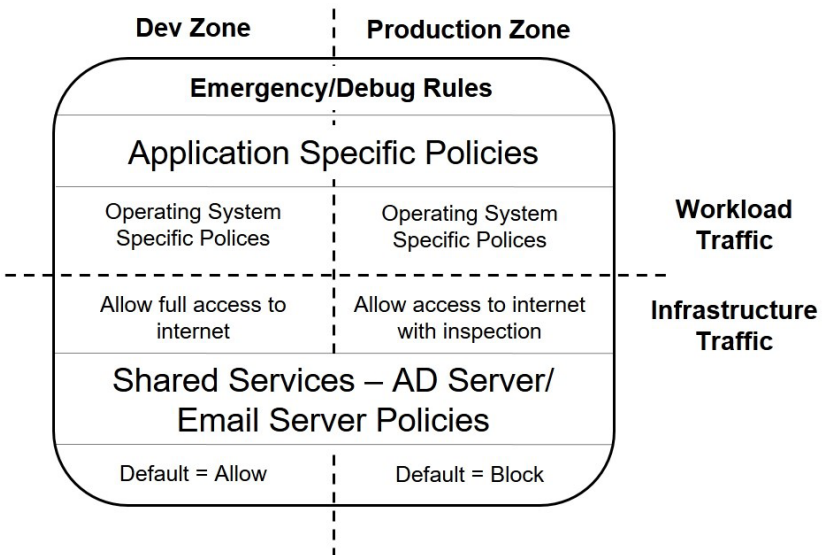 Dev Zone
Production Zone
Emergency/Debug Rules
Application Specific Policies
Operating System
Specific Polices
Operating System
Specific Polices
Workload
Traffic
Allow full access to
internet
Allow access to internet
with inspection
Infrastructure
Traffic
Shared Services – AD Server/
Email Server Policies
Default = Allow
Default = Block